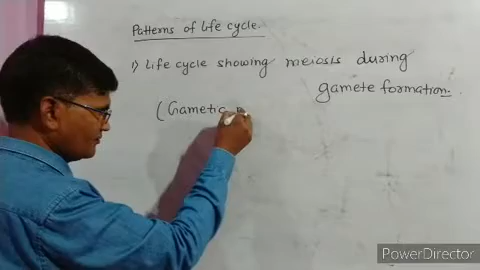 Patterns of life cycle.
1) Life cycle showing meiosis during
gamete formation.
(Gametic
PowerDirector